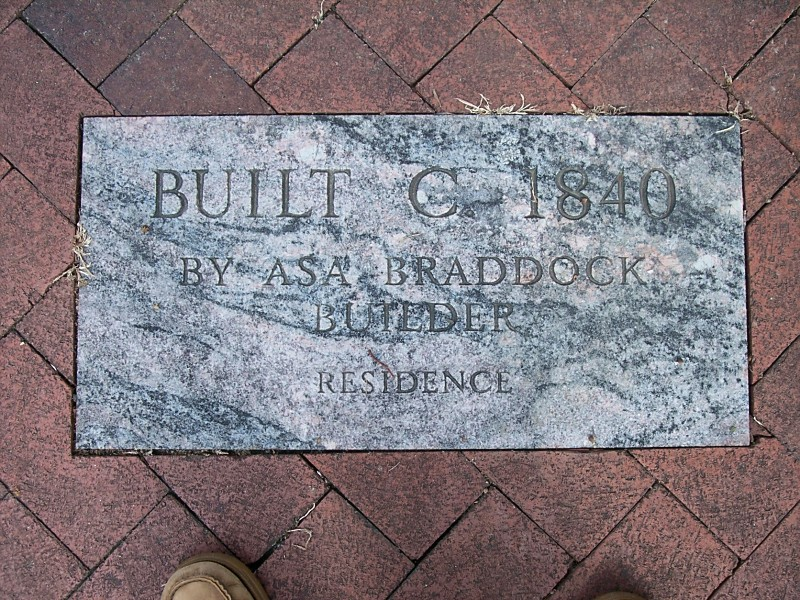 BUILT C 1840
BY ASA BRADDOCK
BUILDER
RESIDENCE